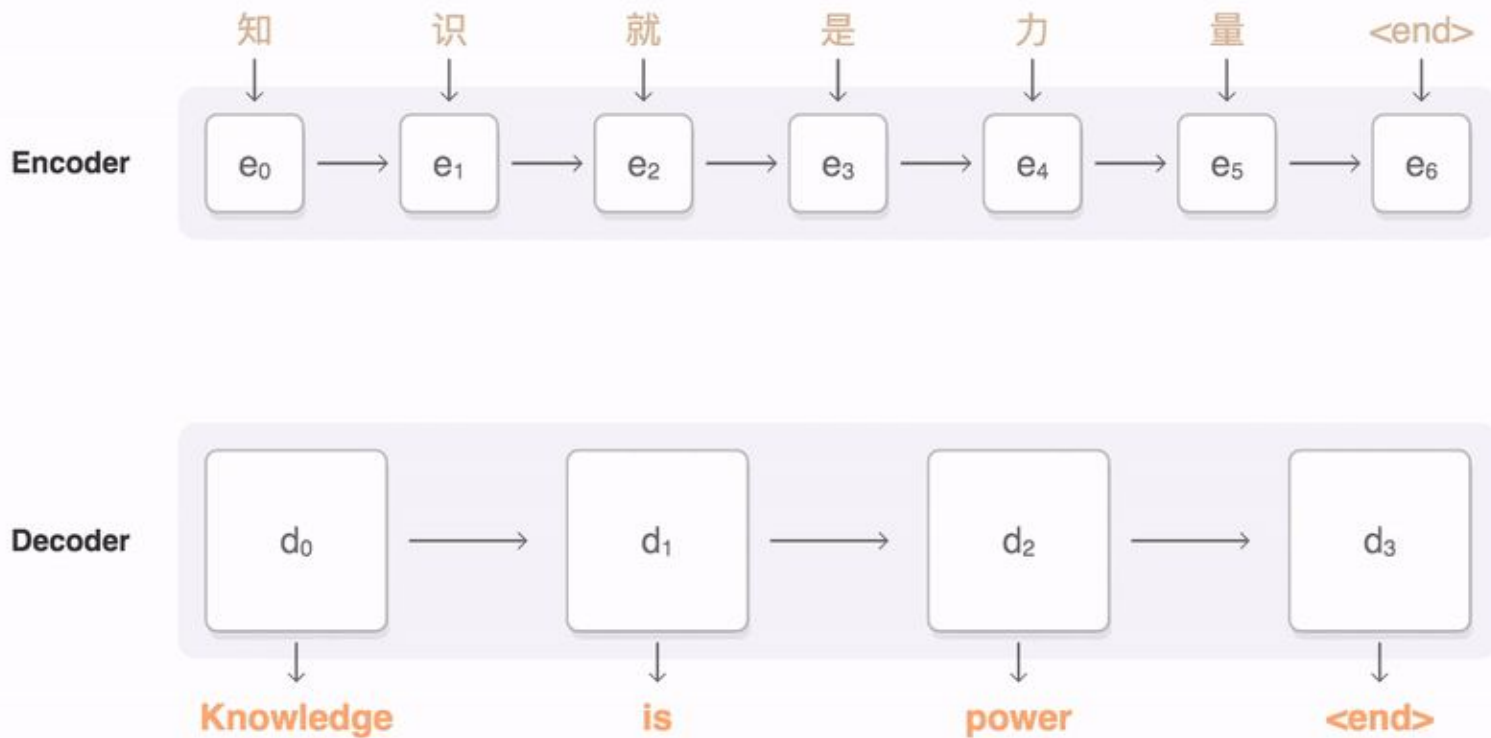 知 识 就 是 力 量 <end>
Encoder e₀ e₁ e₂ e₃ e₄ e₅ e₆
Decoder d₀ d₁ d₂ d₃
Knowledge is power <end>